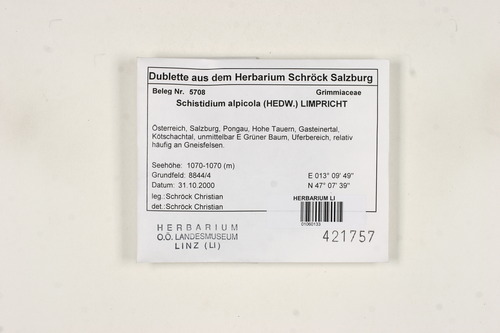 Dublette aus dem Herbarium Schröck Salzburg
Beleg Nr. 5708 Grimmiaceae
Schistidium alpicola (HEDW.) LIMPRICHT
Österreich, Salzburg, Pongau, Hohe Tauern, Gasteinertal,
Kötschachtal, unmittelbar E Grüner Baum, Uferbereich, relativ
häufig an Gneisfelsen.
Seehöhe: 1070-1070 (m)
Grundfeld: 8844/4 E 013° 09' 49"
Datum: 31.10.2000 N 47° 07' 39"
leg.: Schröck Christian
det.: Schröck Christian
HERBARIUM LI
01060133
HERBARIUM
O.Ö. LANDESMUSEUM
LINZ (LI)
421757